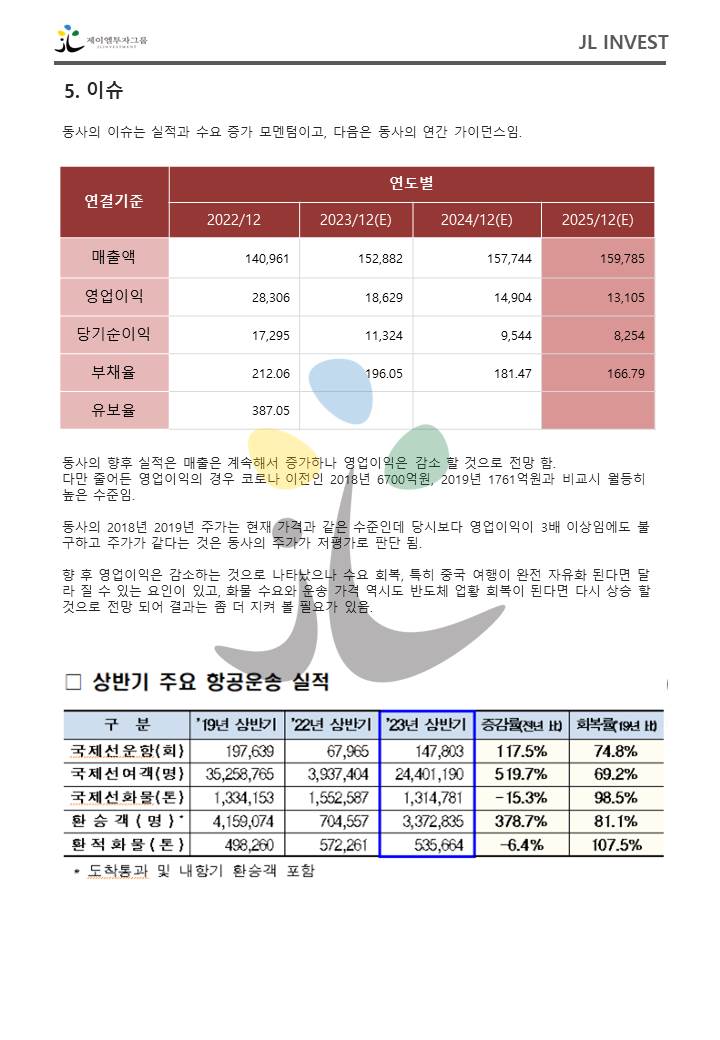 제이엘투자그룹
JLINVESTMENT
JL INVEST
5. 이슈
동사의 이슈는 실적과 수요 증가 모멘텀이고, 다음은 동사의 연간 가이던스임.
연결기준 연도별
2022/12 2023/12(E) 2024/12(E) 2025/12(E)
매출액 140,961 152,882 157,744 159,785
영업이익 28,306 18,629 14,904 13,105
당기순이익 17,295 11,324 9,544 8,254
부채율 212.06 196.05 181.47 166.79
유보율 387.05
동사의 향후 실적은 매출은 계속해서 증가하나 영업이익은 감소 할 것으로 전망 함.
다만 줄어든 영업이익의 경우 코로나 이전인 2018년 6700억원, 2019년 1761억원과 비교시 월등히
높은 수준임.
동사의 2018년 2019년 주가는 현재 가격과 같은 수준인데 당시보다 영업이익이 3배 이상임에도 불
구하고 주가가 같다는 것은 동사의 주가가 저평가로 판단 됨.
향 후 영업이익은 감소하는 것으로 나타났으나 수요 회복, 특히 중국 여행이 완전 자유화 된다면 달
라 질 수 있는 요인이 있고, 화물 수요와 운송 가격 역시도 반도체 업황 회복이 된다면 다시 상승 할
것으로 전망 되어 결과는 좀 더 지켜 볼 필요가 있음.
□ 상반기 주요 항공운송 실적
구 분 '19년 상반기 '22년 상반기 '23년 상반기 증감률(전년 比) 회복률('19년 比)
국제선운항(회) 197,639 67,965 147,803 117.5% 74.8%
국제선여객(명) 35,258,765 3,937,404 24,401,190 519.7% 69.2%
국제선화물(톤) 1,334,153 1,552,587 1,314,781 -15.3% 98.5%
환승객(명)* 4,159,074 704,557 3,372,835 378.7% 81.1%
환적화물(톤) 498,260 572,261 535,664 -6.4% 107.5%
* 도착통과 및 내항기 환승객 포함